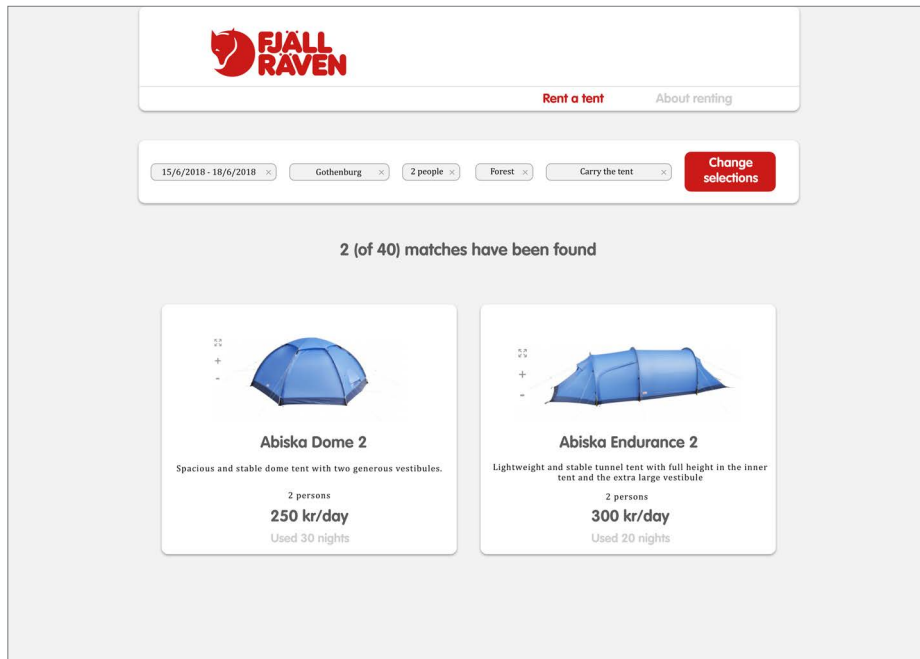 FJÄLL
RÄVEN
Rent a tent
About renting
15/6/2018 - 18/6/2018 ×
Gothenburg ×
2 people ×
Forest ×
Carry the tent ×
Change
selections
2 (of 40) matches have been found
+
-
Abiska Dome 2
Spacious and stable dome tent with two generous vestibules.
2 persons
250 kr/day
Used 30 nights
+
-
Abiska Endurance 2
Lightweight and stable tunnel tent with full height in the inner
tent and the extra large vestibule
2 persons
300 kr/day
Used 20 nights